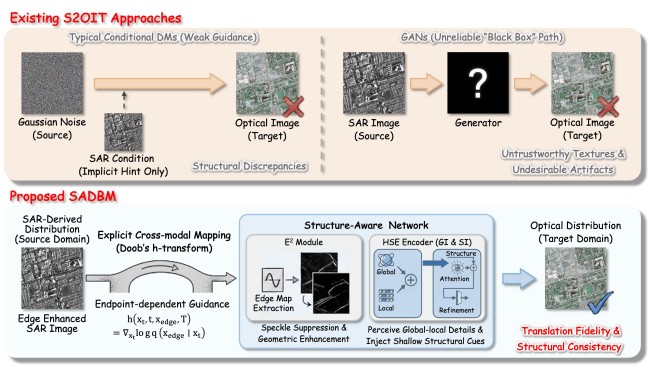 Existing S2OIT Approaches
Typical Conditional DMs (Weak Guidance)
Gaussian Noise
(Source)
SAR Condition
(Implicit Hint Only)
Optical Image
(Target)
Structural Discrepancies
GANs (Unreliable "Black Box" Path)
SAR Image
(Source)
?
Generator
Optical Image
(Target)
Untrustworthy Textures &
Undesirable Artifacts
Proposed SADBM
SAR-Derived
Distribution
(Source Domain)
Edge Enhanced
SAR Image
Explicit Cross-modal Mapping
(Doob's h-transform)
Endpoint-dependent Guidance
h(x_t, t, x_edge, T)
= ∇_{x_t} log q (x_edge | x_t)
Structure-Aware Network
E² Module
Edge Map
Extraction
Speckle Suppression &
Geometric Enhancement
HSE Encoder (GI & SI)
Global
Local
Structure
Attention
Refinement
Perceive Global-local Details &
Inject Shallow Structural Cues
Optical Distribution
(Target Domain)
Translation Fidelity &
Structural Consistency